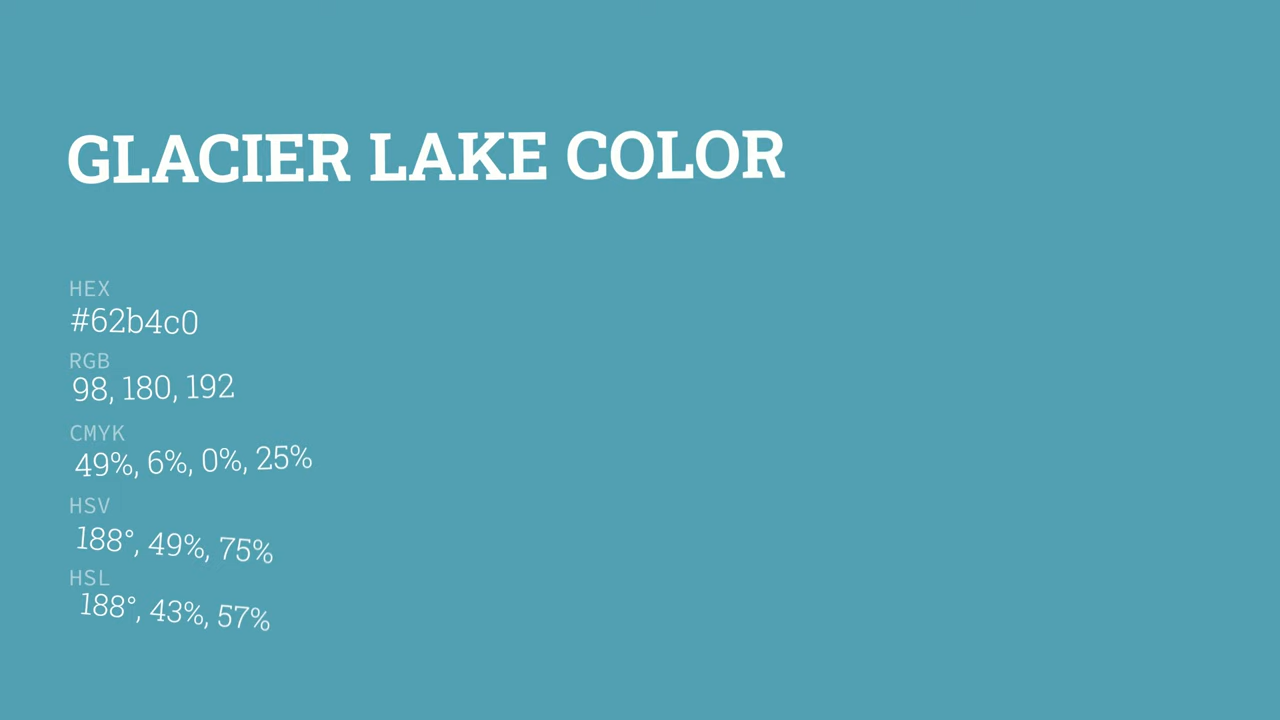 GLACIER LAKE COLOR
HEX
#62b4c0
RGB
98, 180, 192
CMYK
49%, 6%, 0%, 25%
HSV
188°, 49%, 75%
HSL
188°, 43%, 57%